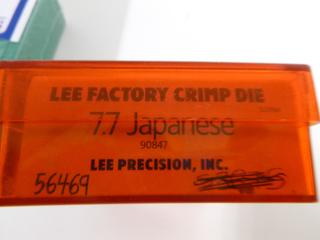 LEE FACTORY CRIMP DIE
7.7 Japanese
90847
LEE PRECISION, INC.
56469